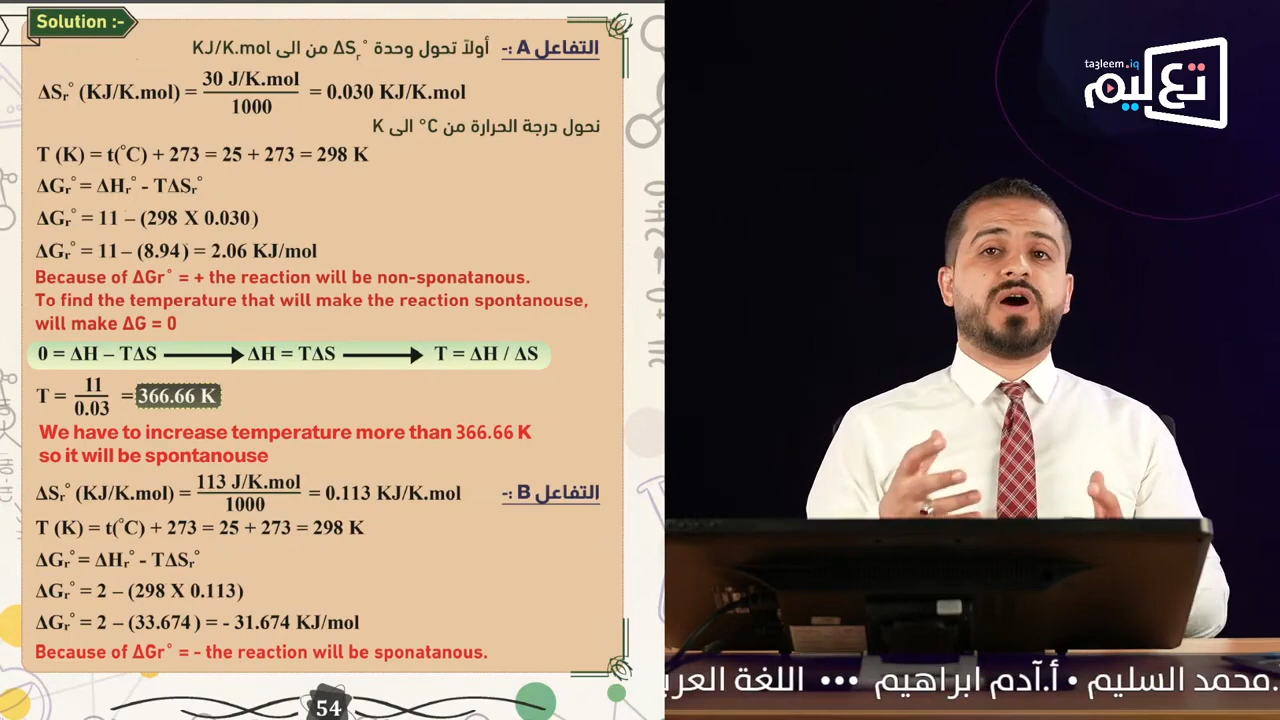 Solution :-
التفاعل A :- أولاً تحول وحدة ΔSr° من الى KJ/K.mol
ΔSr° (KJ/K.mol) = 30 J/K.mol / 1000 = 0.030 KJ/K.mol
نحول درجة الحرارة من C° الى K
T (K) = t(°C) + 273 = 25 + 273 = 298 K
ΔGr° = ΔHr° - TΔSr°
ΔGr° = 11 – (298 X 0.030)
ΔGr° = 11 – (8.94) = 2.06 KJ/mol
Because of ΔGr° = + the reaction will be non-sponatanous.
To find the temperature that will make the reaction spontanouse,
will make ΔG = 0
0 = ΔH – TΔS ⟶ ΔH = TΔS ⟶ T = ΔH / ΔS
T = 11 / 0.03 = 366.66 K
We have to increase temperature more than 366.66 K
so it will be spontanouse
التفاعل B :-
ΔSr° (KJ/K.mol) = 113 J/K.mol / 1000 = 0.113 KJ/K.mol
T (K) = t(°C) + 273 = 25 + 273 = 298 K
ΔGr° = ΔHr° - TΔSr°
ΔGr° = 2 – (298 X 0.113)
ΔGr° = 2 – (33.674) = - 31.674 KJ/mol
Because of ΔGr° = - the reaction will be sponatanous.
54
ta3leem.iq
تعليم
محمد السليم • أ.آدم ابراهيم ••• اللغة العر